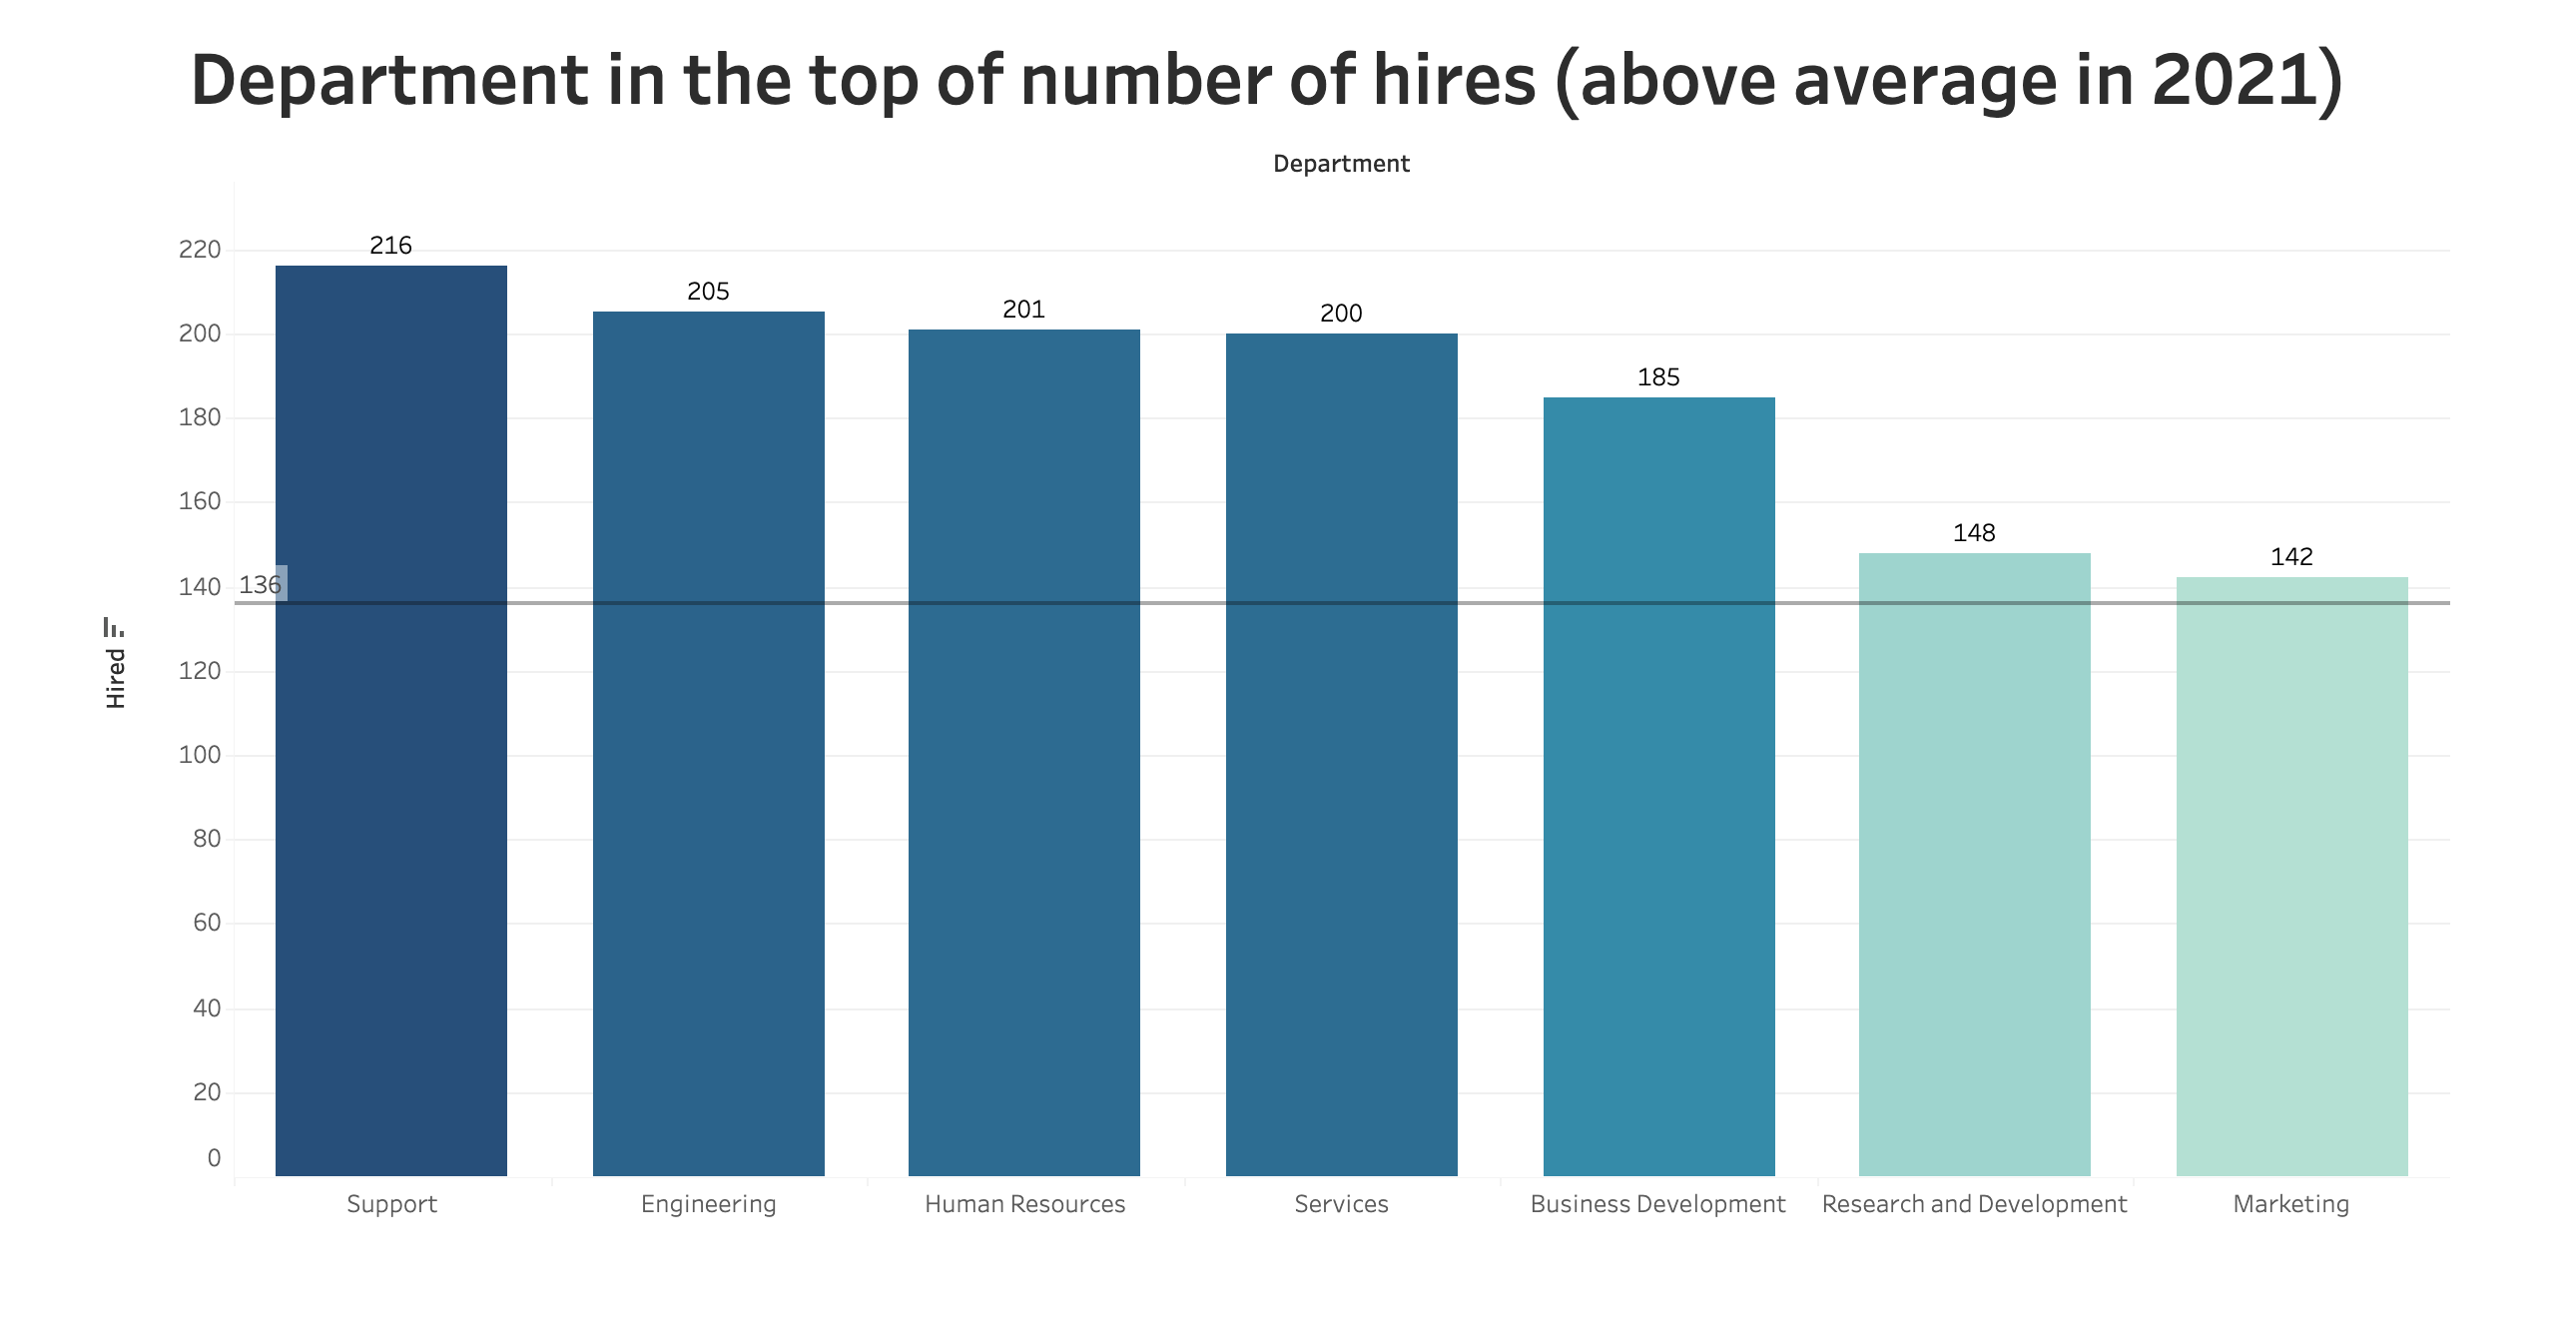 Department in the top of number of hires (above average in 2021)
Department
220
200
180
160
140
120
100
80
60
40
20
0
Hired
136
216
205
201
200
185
148
142
Support
Engineering
Human Resources
Services
Business Development
Research and Development
Marketing